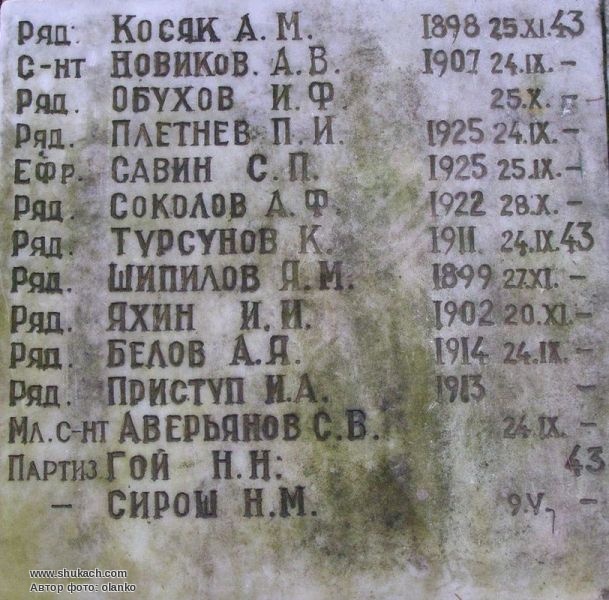 Ряд. Косяк А. М. 1898 25.XI.43
С-нт Новиков. А. В. 1907 24.IX. –
Ряд. Обухов И. Ф. 25.X. –
Ряд. Плетнев П. И. 1925 24.IX. –
Ефр. Савин С. П. 1925 25.IX. –
Ряд. Соколов А. Ф. 1922 28.X. –
Ряд. Турсунов К. 1911 24.IX.43
Ряд. Шипилов Я. М. 1899 27.XI. –
Ряд. Яхин И. И. 1902 20.XI. –
Ряд. Белов А. Я. 1914 24.IX. –
Ряд. Приступ И. А. 1913 –
Мл. с-нт Аверьянов С. В. 24.IX. –
Партиз Гой Н. Н: 43
– Сирош Н. М. 9.V, –
www.shukach.com
Автор фото: olanko